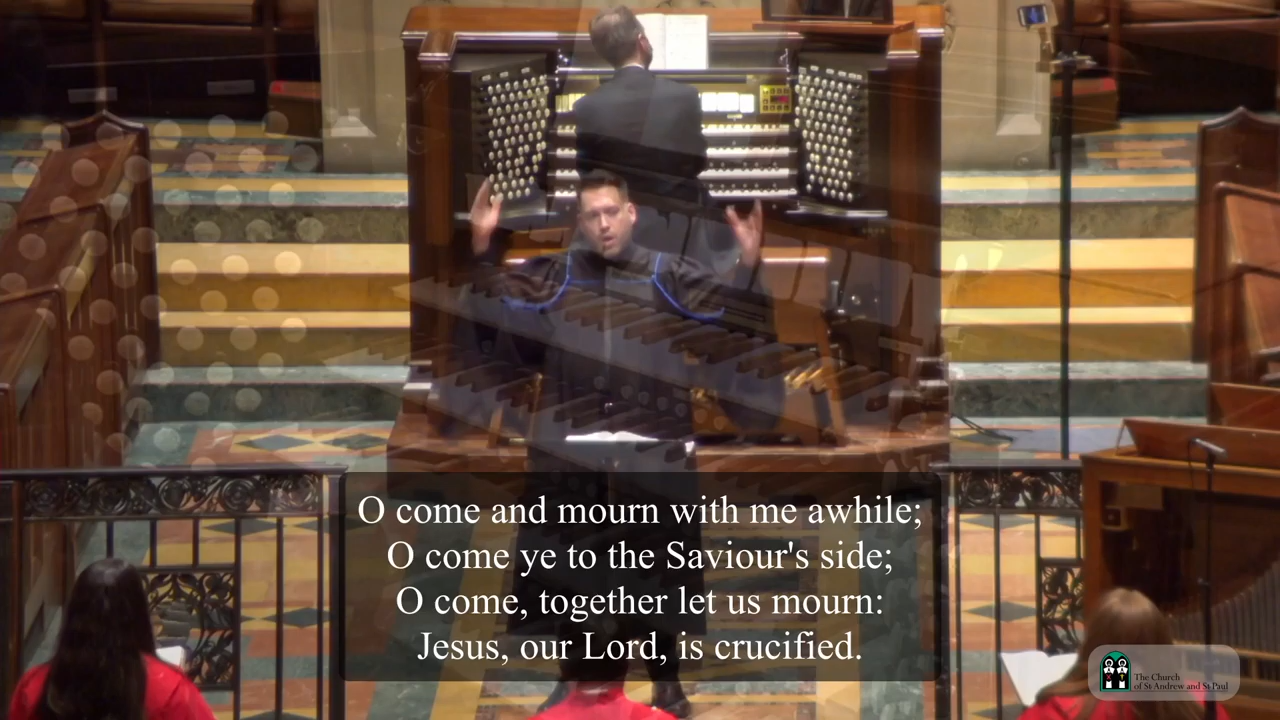 O come and mourn with me awhile;
O come ye to the Saviour's side;
O come, together let us mourn:
Jesus, our Lord, is crucified.
The Church
of St Andrew and St Paul